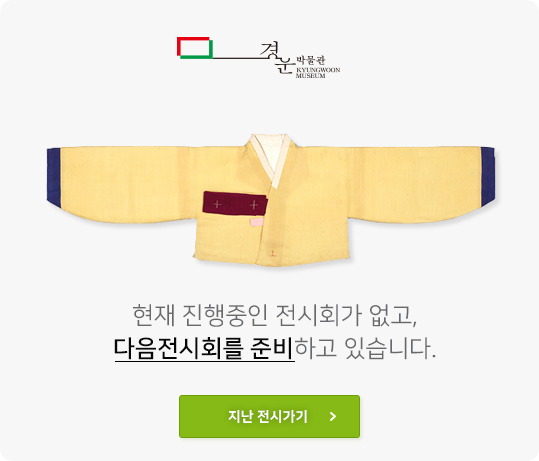 경운박물관
KYUNGWOON
MUSEUM
현재 진행중인 전시회가 없고,
다음전시회를 준비하고 있습니다.
지난 전시가기 >